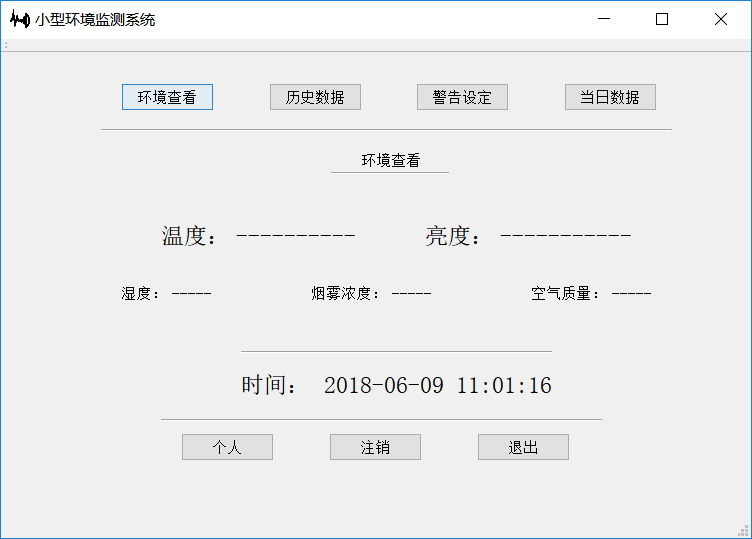 小型环境监测系统
环境查看 历史数据 警告设定 当日数据
环境查看
温度： ---------- 亮度： -----------
湿度： ----- 烟雾浓度： ----- 空气质量： -----
时间： 2018-06-09 11:01:16
个人 注销 退出